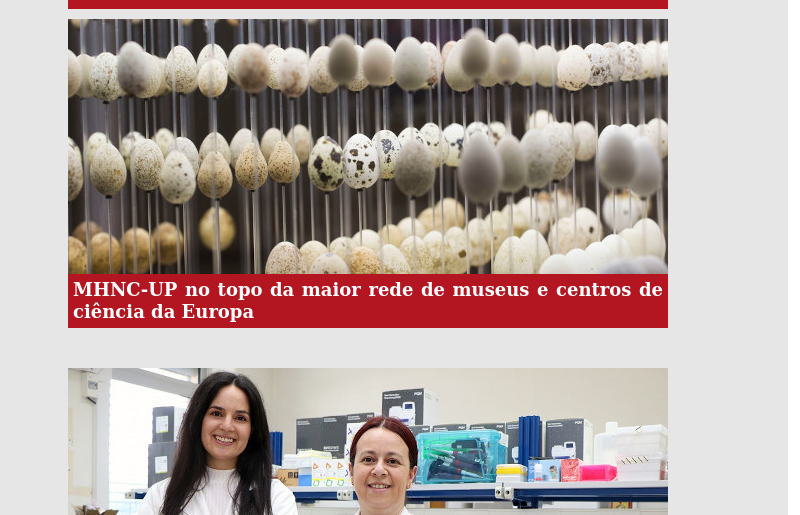 MHNC-UP no topo da maior rede de museus e centros de
ciência da Europa